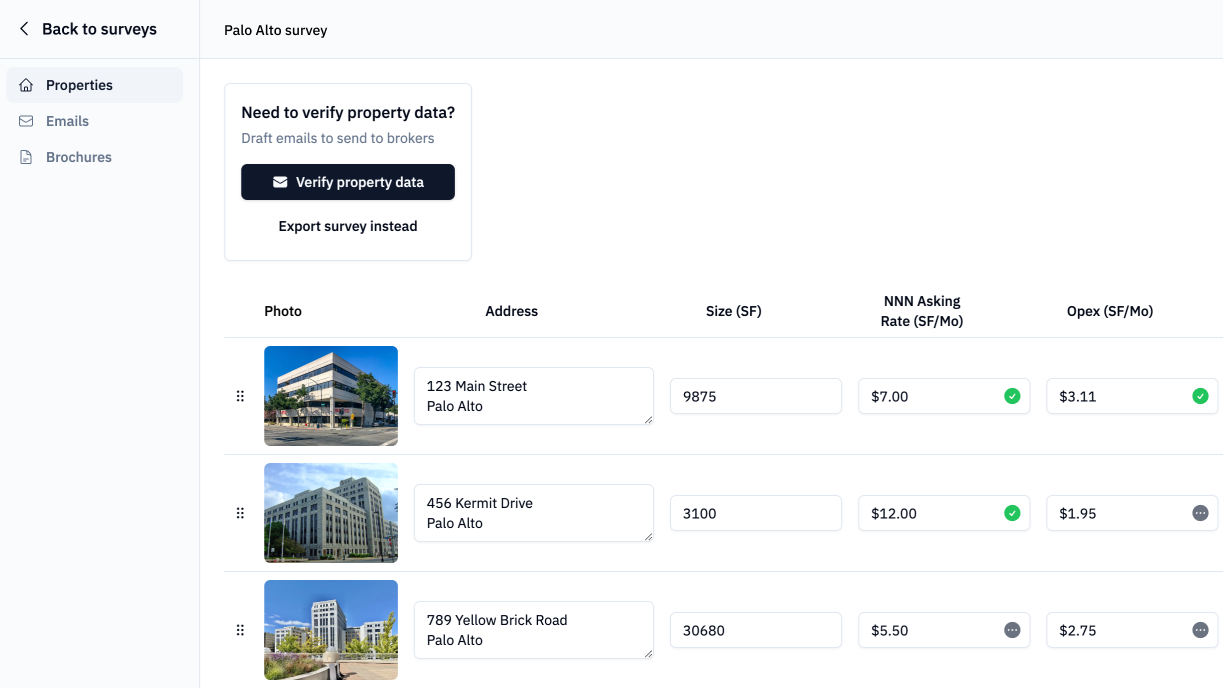 Back to surveys
Palo Alto survey
Properties
Emails
Brochures
Need to verify property data?
Draft emails to send to brokers
Verify property data
Export survey instead
Photo
Address
Size (SF)
NNN Asking
Rate (SF/Mo)
Opex (SF/Mo)
123 Main Street
Palo Alto
9875
$7.00
$3.11
456 Kermit Drive
Palo Alto
3100
$12.00
$1.95
789 Yellow Brick Road
Palo Alto
30680
$5.50
$2.75